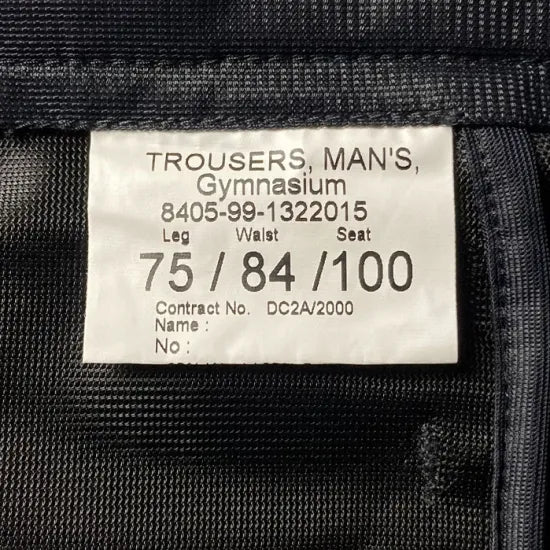 TROUSERS, MAN'S,
Gymnasium
8405-99-1322015
Leg Waist Seat
75 / 84 /100
Contract No. DC2A/2000
Name :
No :